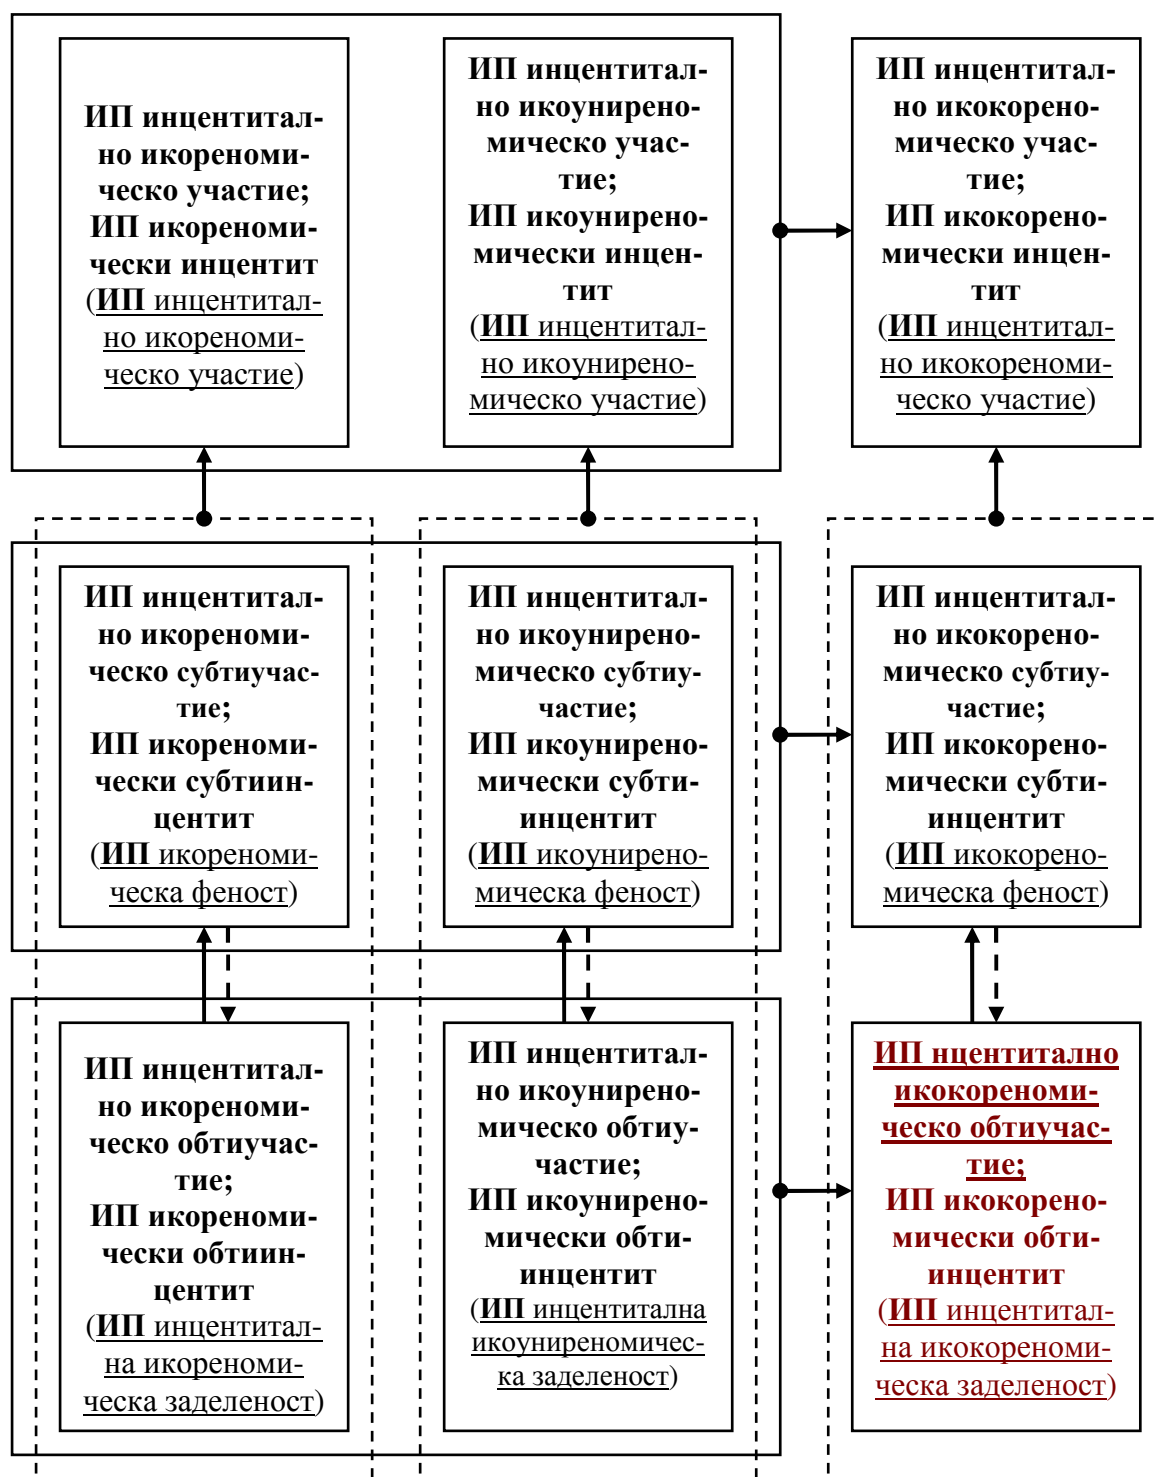 ИП инцентитал-
но икореноми-
ческо участие;
ИП икореноми-
чески инцентит
(ИП инцентитал-
но икореноми-
ческо участие)
ИП инцентитал-
но икоунирено-
мическо учас-
тие;
ИП икоунирено-
мически инцен-
тит
(ИП инцентитал-
но икоунирено-
мическо участие)
ИП инцентитал-
но икокорено-
мическо учас-
тие;
ИП икокорено-
мически инцен-
тит
(ИП инцентитал-
но икокореноми-
ческо участие)
ИП инцентитал-
но икореноми-
ческо субтиучас-
тие;
ИП икореноми-
чески субтиин-
центит
(ИП икореноми-
ческа феност)
ИП инцентитал-
но икоунирено-
мическо субтиу-
частие;
ИП икоунирено-
мически субти-
инцентит
(ИП икоунирено-
мическа феност)
ИП инцентитал-
но икокорено-
мическо субтиу-
частие;
ИП икокорено-
мически субти-
инцентит
(ИП икокорено-
мическа феност)
ИП инцентитал-
но икореноми-
ческо обтиучас-
тие;
ИП икореноми-
чески обтиин-
центит
(ИП инцентитал-
на икореноми-
ческа заделеност)
ИП инцентитал-
но икоунирено-
мическо обтиу-
частие;
ИП икоунирено-
мически обти-
инцентит
(ИП инцентитална
икоуниреномичес-
ка заделеност)
ИП нцентитално
икокореноми-
ческо обтиучас-
тие;
ИП икокорено-
мически обти-
инцентит
(ИП инцентитал-
на икокореноми-
ческа заделеност)